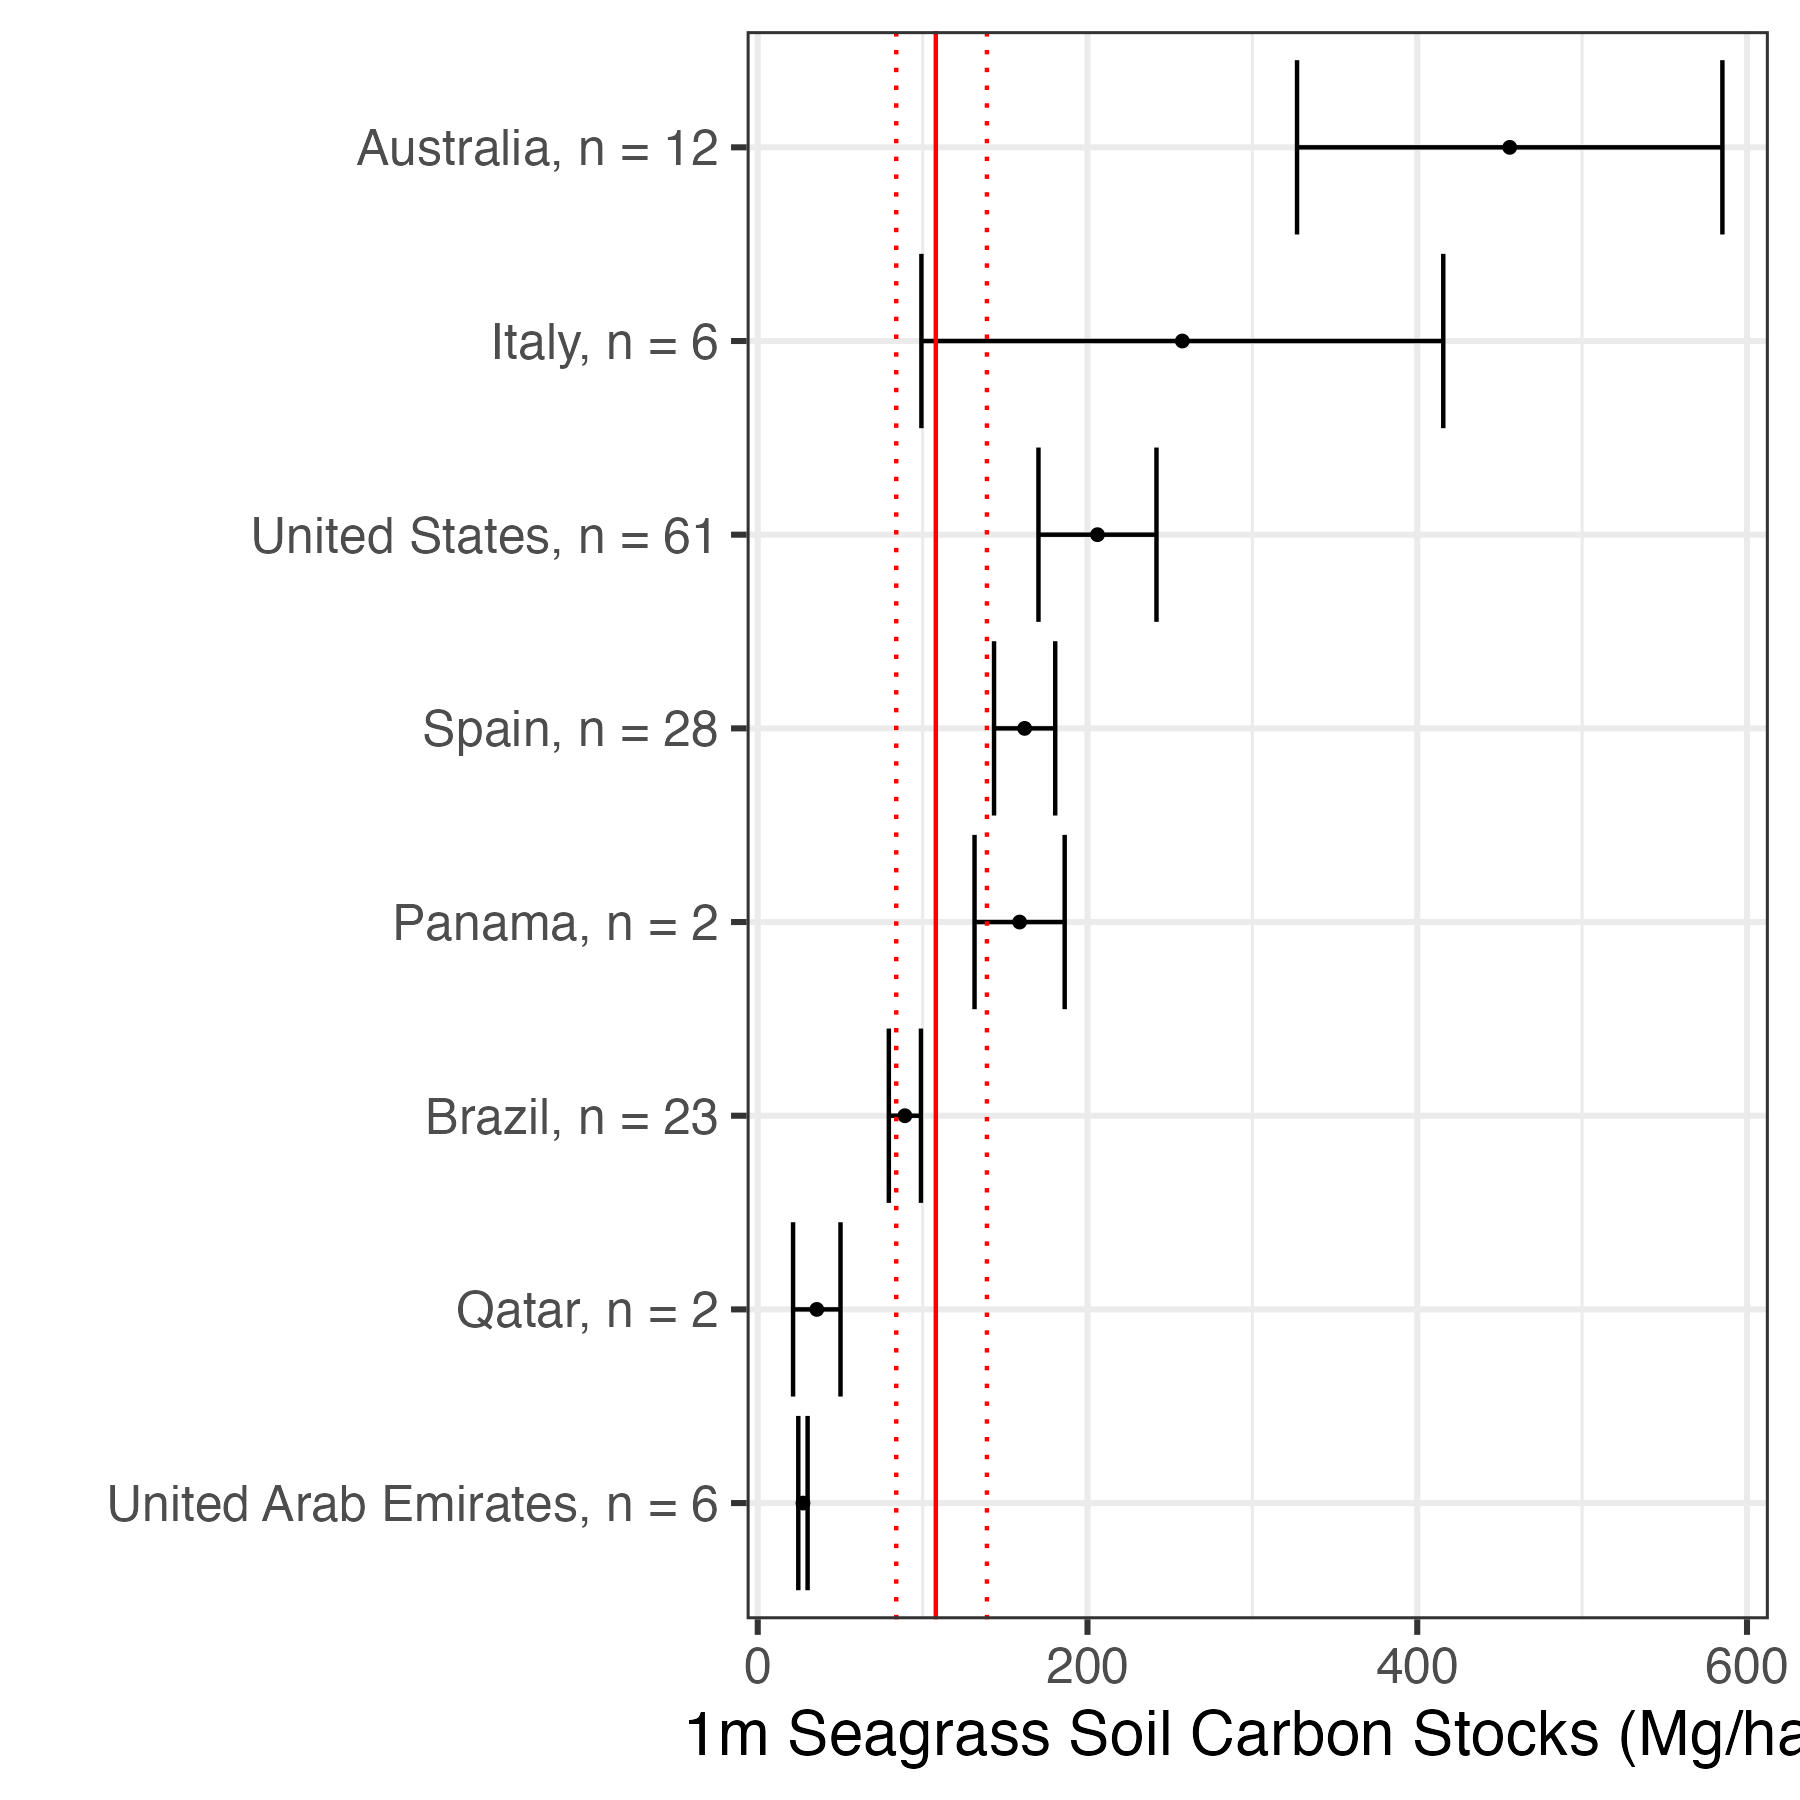 Australia, n = 12
Italy, n = 6
United States, n = 61
Spain, n = 28
Panama, n = 2
Brazil, n = 23
Qatar, n = 2
United Arab Emirates, n = 6
0 200 400 600
1m Seagrass Soil Carbon Stocks (Mg/ha